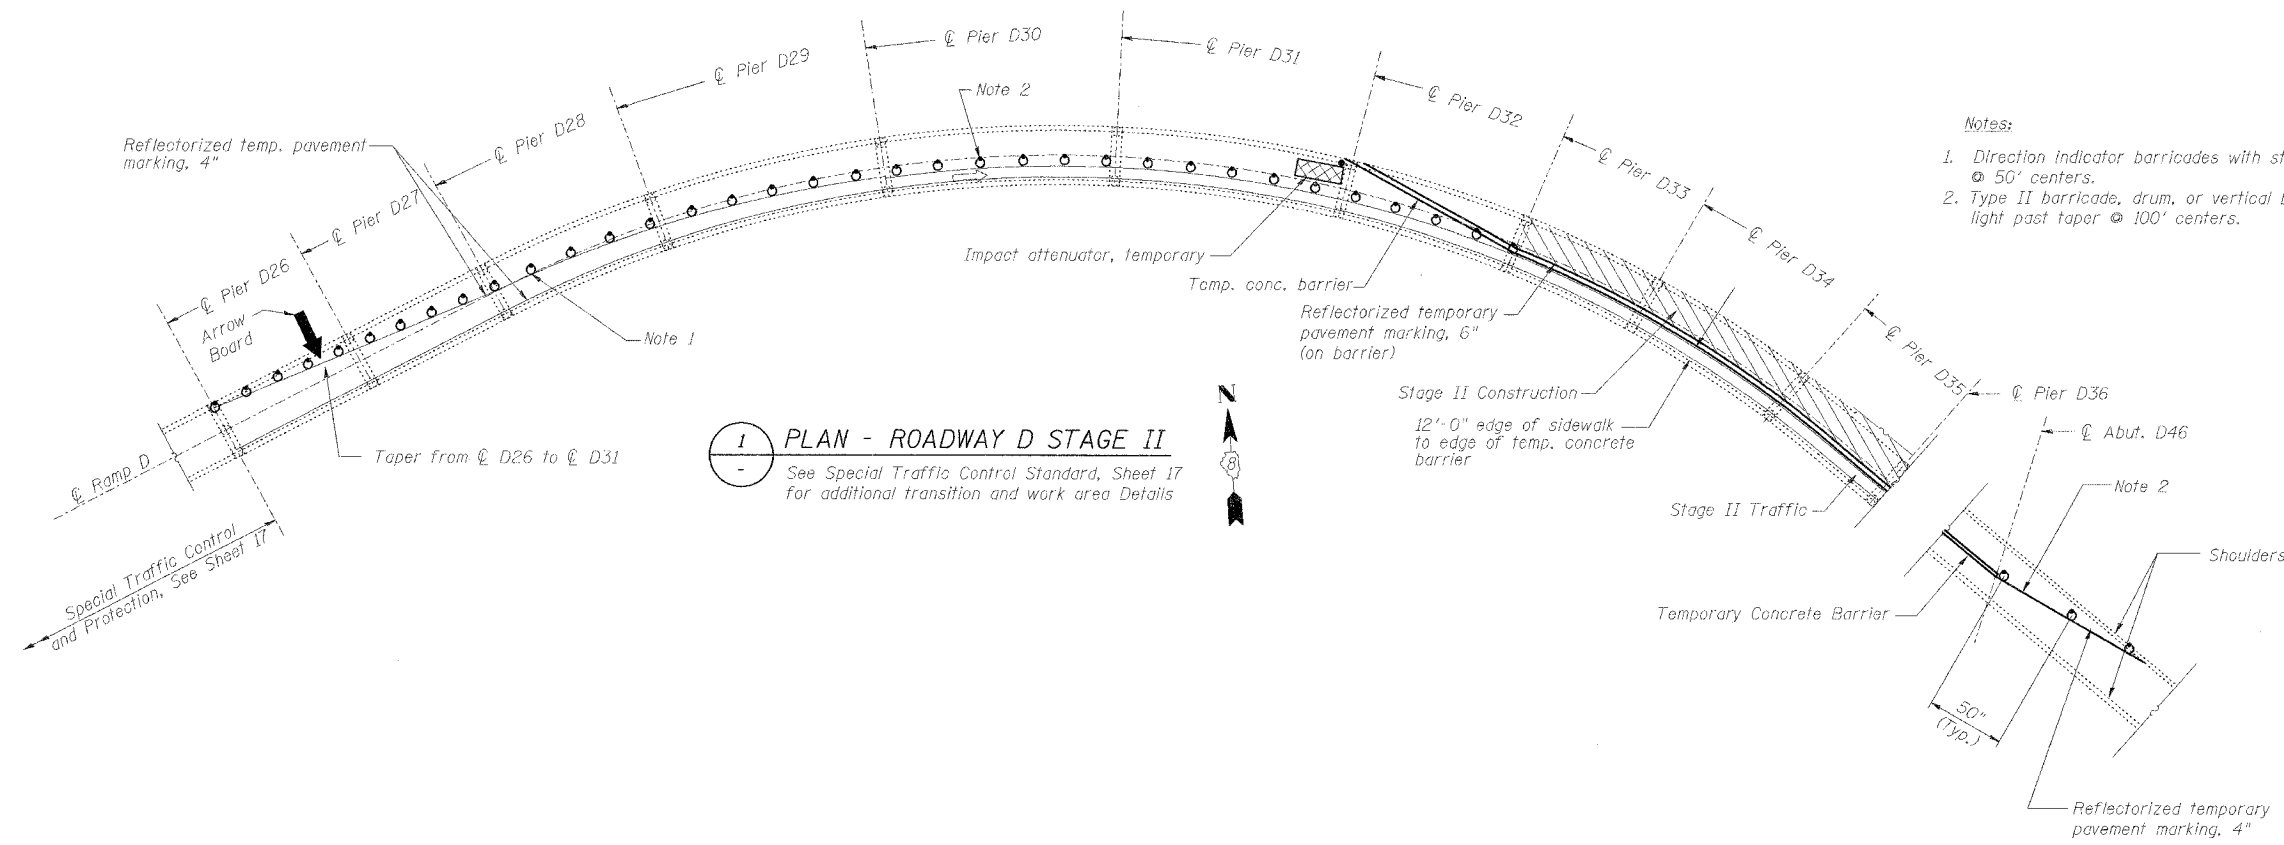 ℄ Pier D26
℄ Pier D27
℄ Pier D28
℄ Pier D29
℄ Pier D30
℄ Pier D31
℄ Pier D32
℄ Pier D33
℄ Pier D34
℄ Pier D35
℄ Pier D36
℄ Abut. D46
Reflectorized temp. pavement
marking, 4"
Arrow
Board
Note 2
Note 1
Taper from ℄ D26 to ℄ D31
℄ Ramp D
Special Traffic Control
and Protection, See Sheet 17
Impact attenuator, temporary
Temp. conc. barrier
Reflectorized temporary
pavement marking, 6"
(on barrier)
Stage II Construction
12'-0" edge of sidewalk
to edge of temp. concrete
barrier
Stage II Traffic
1
-
PLAN - ROADWAY D STAGE II
See Special Traffic Control Standard, Sheet 17
for additional transition and work area Details
N
8
Notes:
1. Direction indicator barricades with
@ 50' centers.
2. Type II barricade, drum, or vertical
light past taper @ 100' centers.
Note 2
Shoulders
Temporary Concrete Barrier
50"
(Typ.)
Reflectorized temporary
pavement marking, 4"